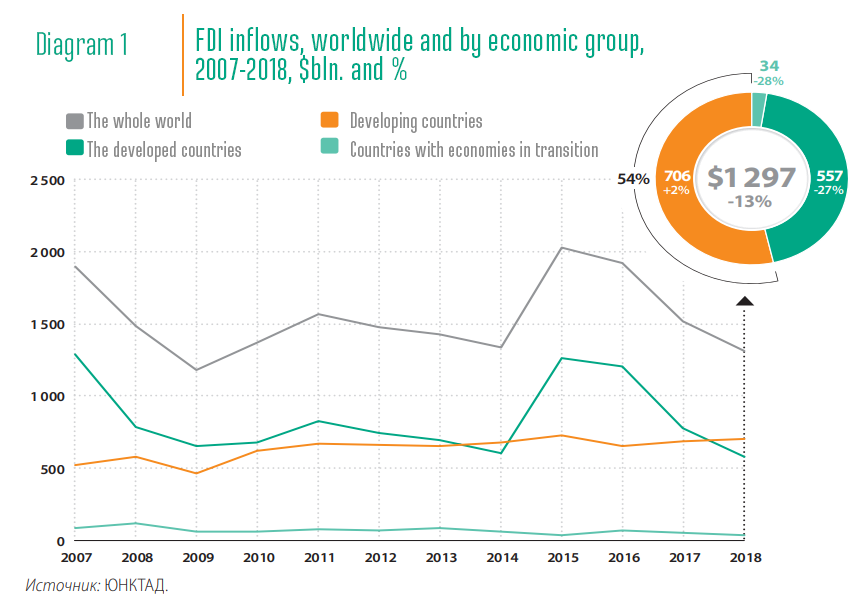 Diagram 1
FDI inflows, worldwide and by economic group,
2007-2018, $bln. and %
The whole world
Developing countries
The developed countries
Countries with economies in transition
34
-28%
54%
706
+2%
$1 297
-13%
557
-27%
2 500
2 000
1 500
1 000
500
0
2007 2008 2009 2010 2011 2012 2013 2014 2015 2016 2017 2018
Источник: ЮНКТАД.